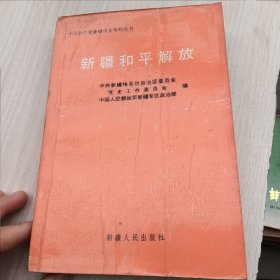 新疆和平解放
中共新疆维吾尔自治区委员会
党史工作委员会 编
中国人民解放军新疆军区政治部
新疆人民出版社